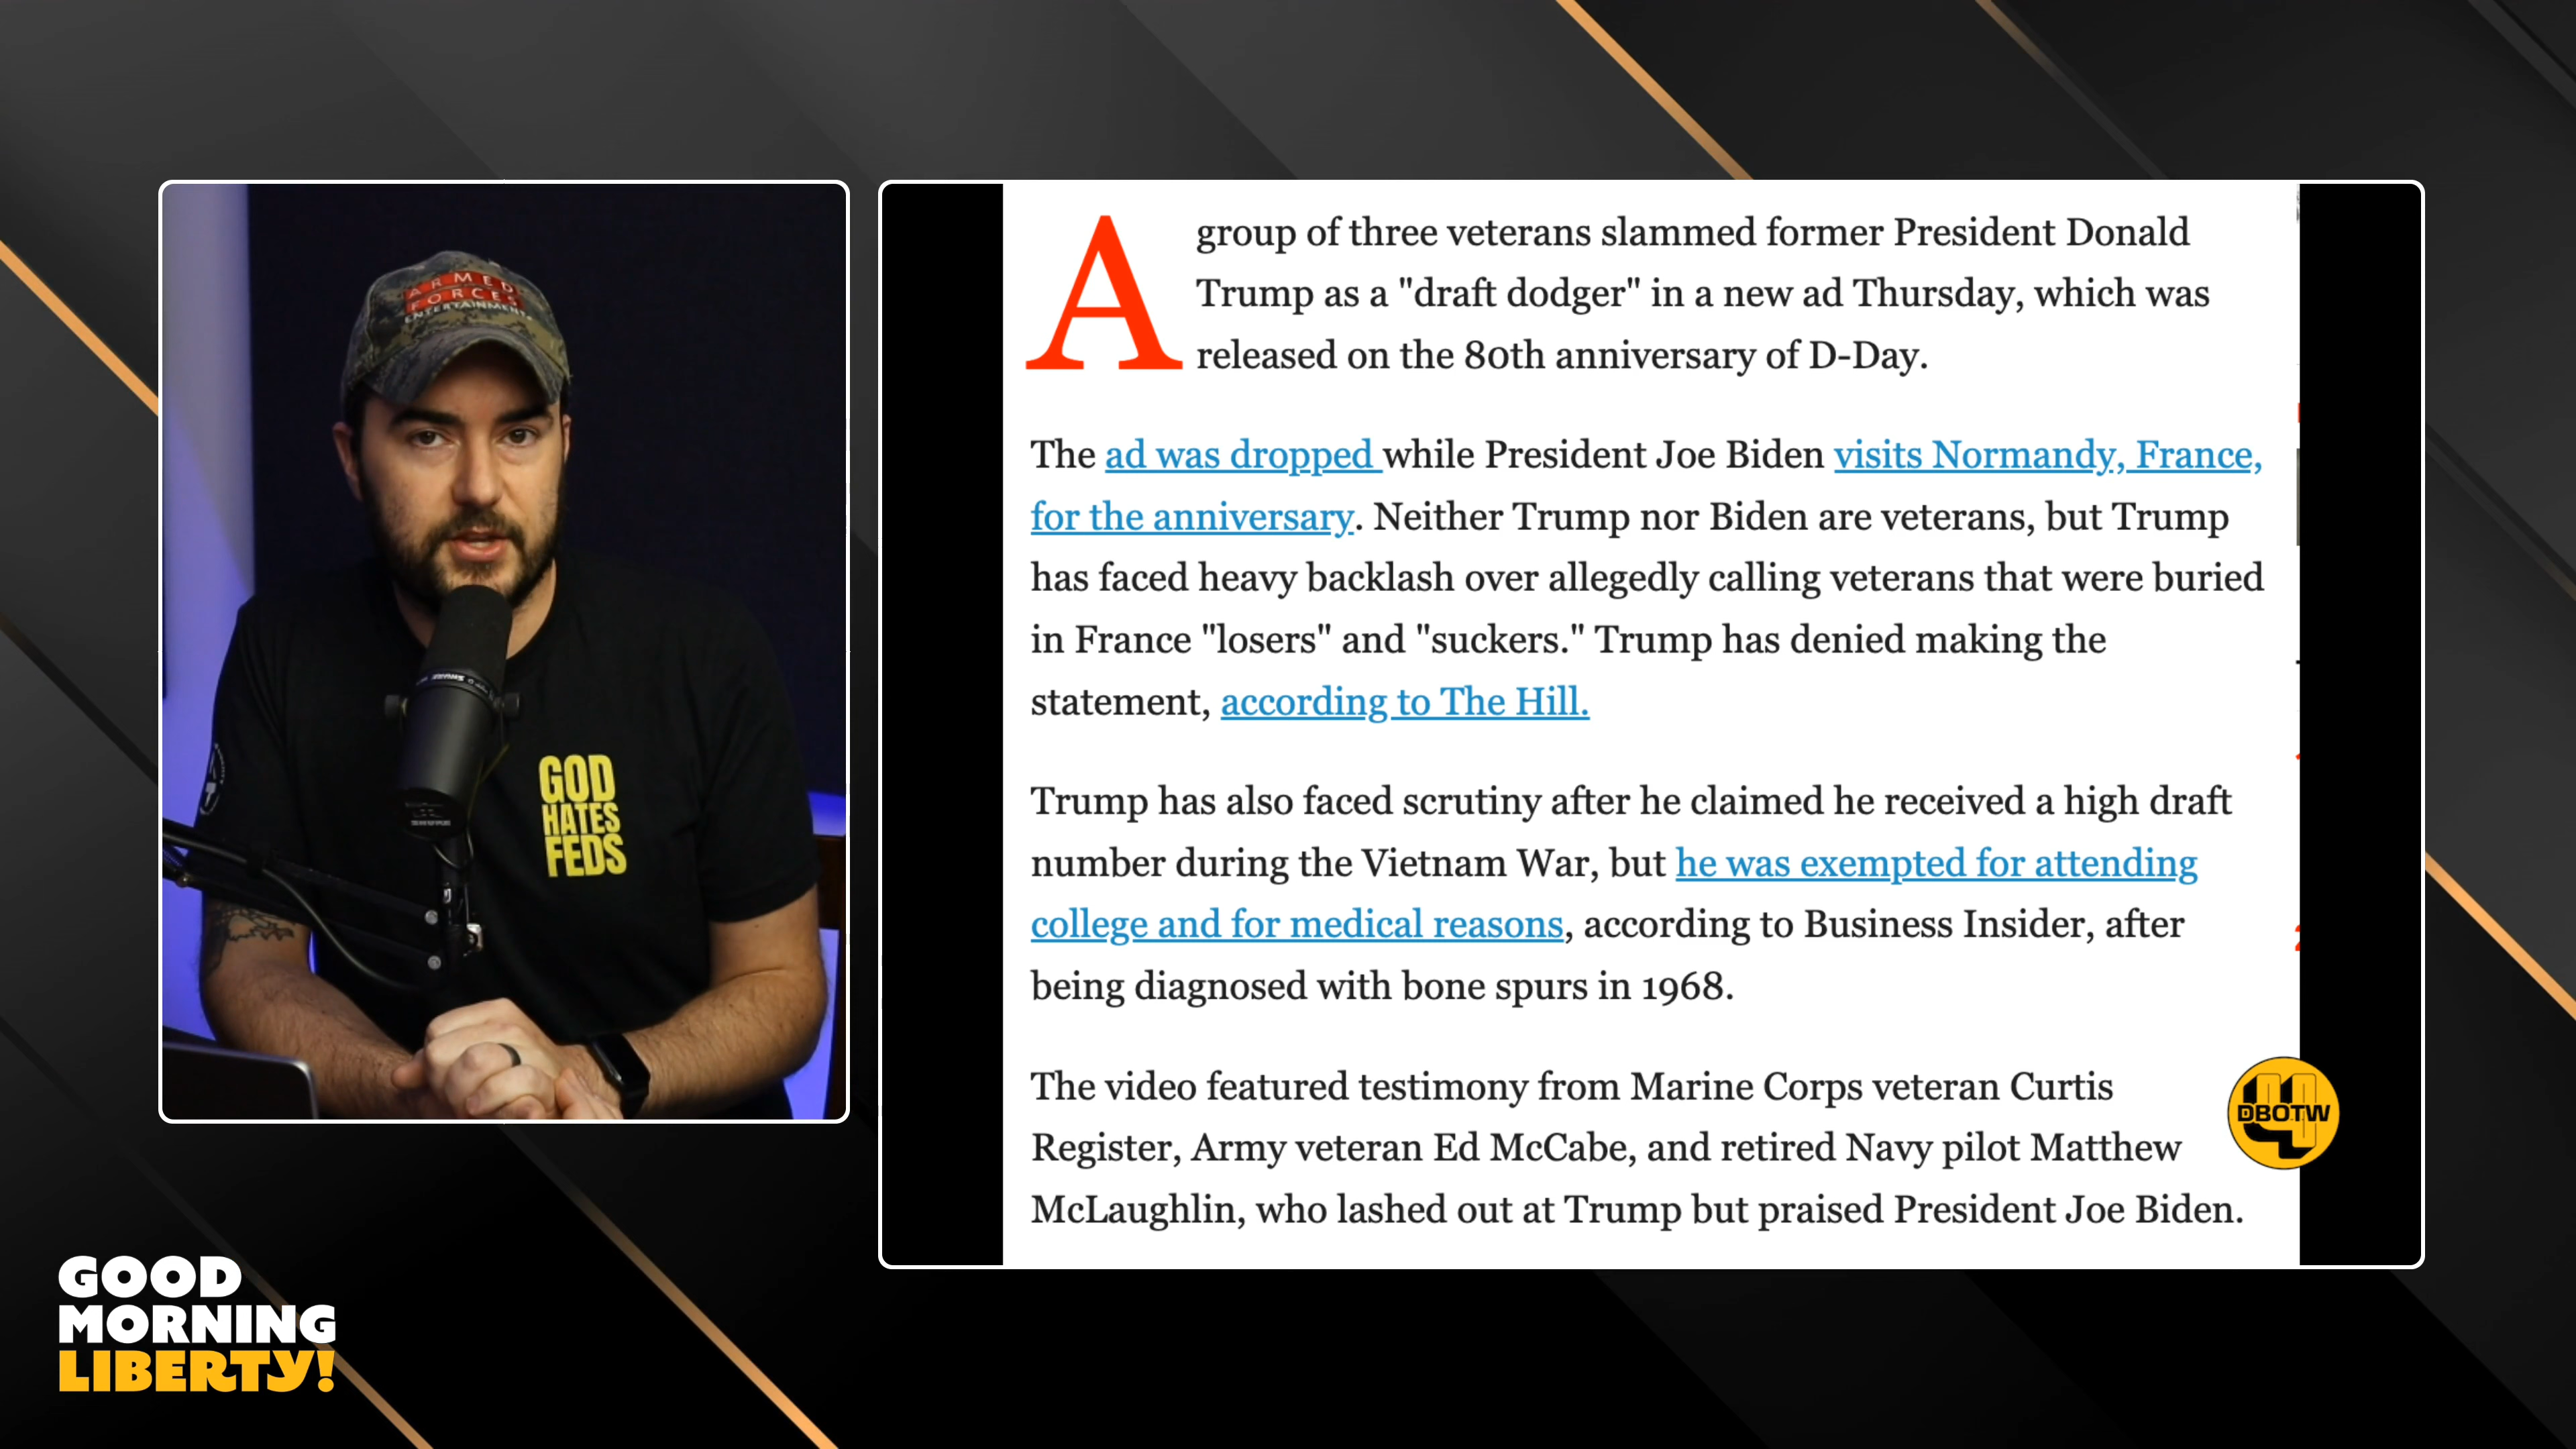 ARMED
FORCES
ENTERTAINMENT
GOD
HATES
FEDS
A group of three veterans slammed former President Donald
Trump as a "draft dodger" in a new ad Thursday, which was
released on the 80th anniversary of D-Day.
The ad was dropped while President Joe Biden visits Normandy, France,
for the anniversary. Neither Trump nor Biden are veterans, but Trump
has faced heavy backlash over allegedly calling veterans that were buried
in France "losers" and "suckers." Trump has denied making the
statement, according to The Hill.
Trump has also faced scrutiny after he claimed he received a high draft
number during the Vietnam War, but he was exempted for attending
college and for medical reasons, according to Business Insider, after
being diagnosed with bone spurs in 1968.
The video featured testimony from Marine Corps veteran Curtis
Register, Army veteran Ed McCabe, and retired Navy pilot Matthew
McLaughlin, who lashed out at Trump but praised President Joe Biden.
DBOTW
GOOD
MORNING
LIBERTY!